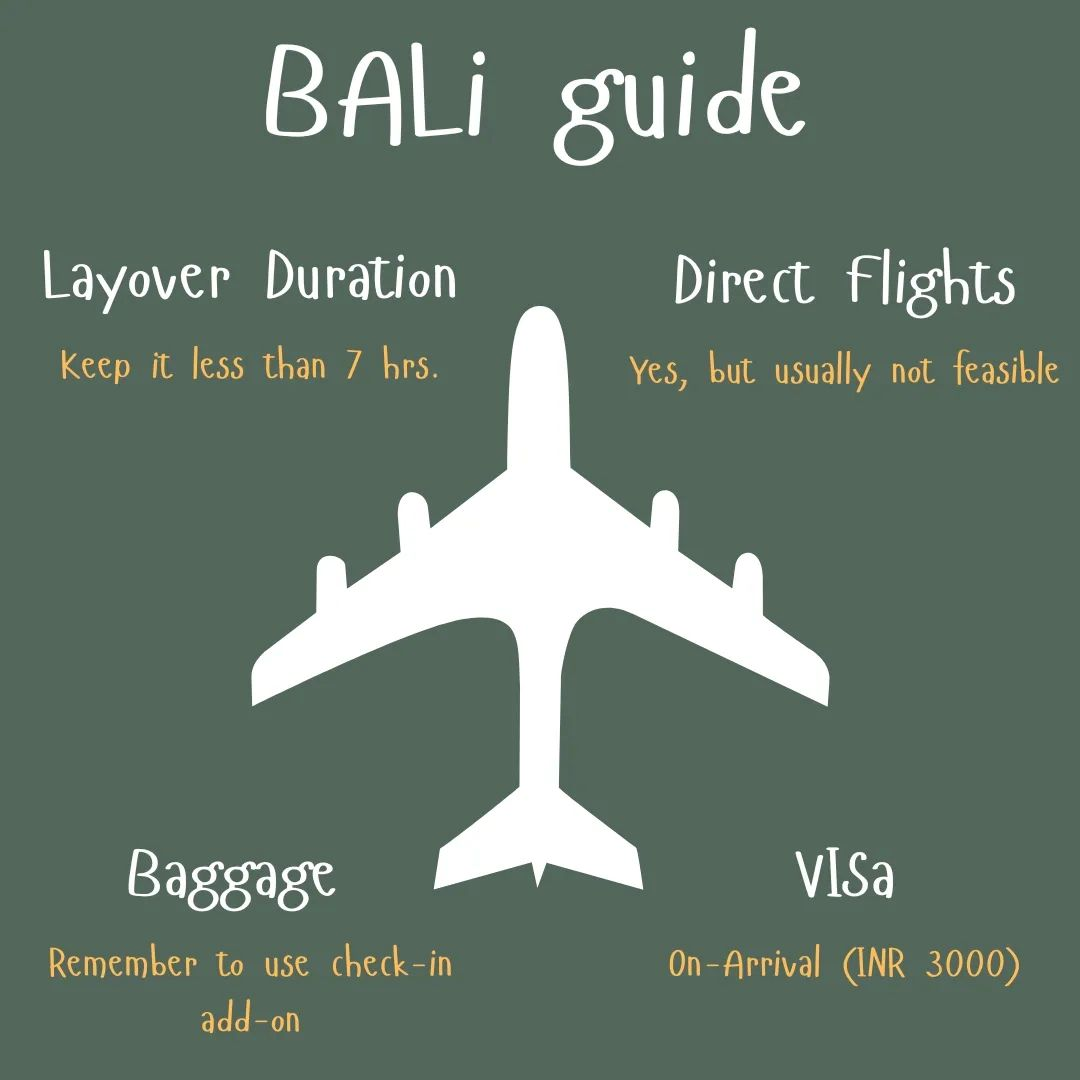 BALi guide
Layover Duration
Keep it less than 7 hrs.
Direct Flights
Yes, but usually not feasible
Baggage
Remember to use check-in
add-on
VISa
On-Arrival (INR 3000)